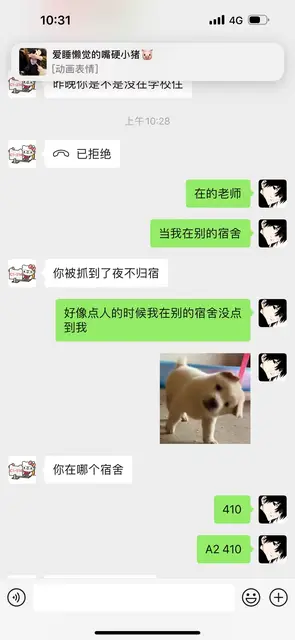 10:31
4G
爱睡懒觉的嘴硬小猪
[动画表情]
昨晚你是不是没在学校住
上午10:28
已拒绝
在的老师
当我在别的宿舍
你被抓到了夜不归宿
好像点人的时候我在别的宿舍没点
到我
你在哪个宿舍
410
A2 410